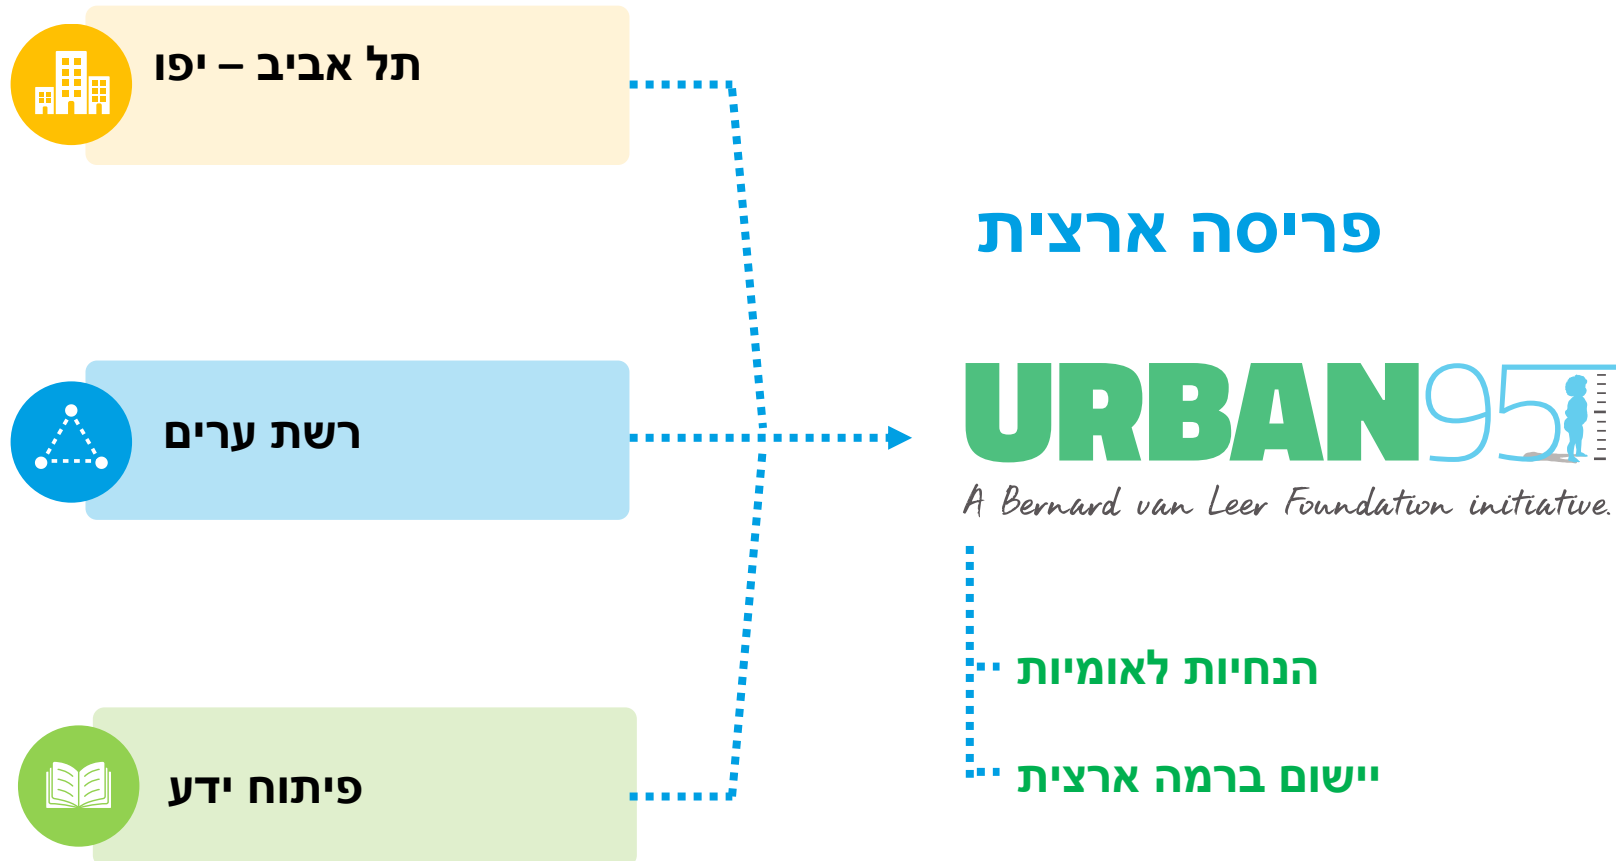 תל אביב – יפו
רשת ערים
פיתוח ידע
פריסה ארצית
URBAN95
A Bernard van Leer Foundation initiative.
הנחיות לאומיות
יישום ברמה ארצית